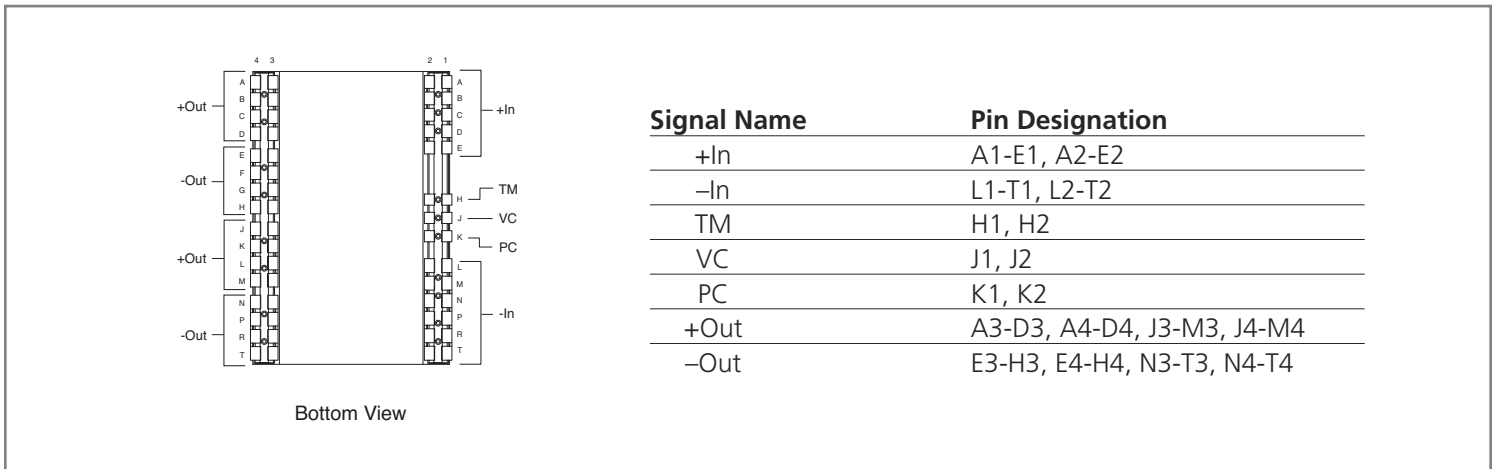 4 3
2 1
A
B
C
D
E
F
G
H
J
K
L
M
N
P
R
T
+Out
-Out
+Out
-Out
A
B
C
D
E
H
J
K
L
M
N
P
R
T
+In
TM
VC
PC
-In
Bottom View
Signal Name Pin Designation
+In A1-E1, A2-E2
–In L1-T1, L2-T2
TM H1, H2
VC J1, J2
PC K1, K2
+Out A3-D3, A4-D4, J3-M3, J4-M4
–Out E3-H3, E4-H4, N3-T3, N4-T4